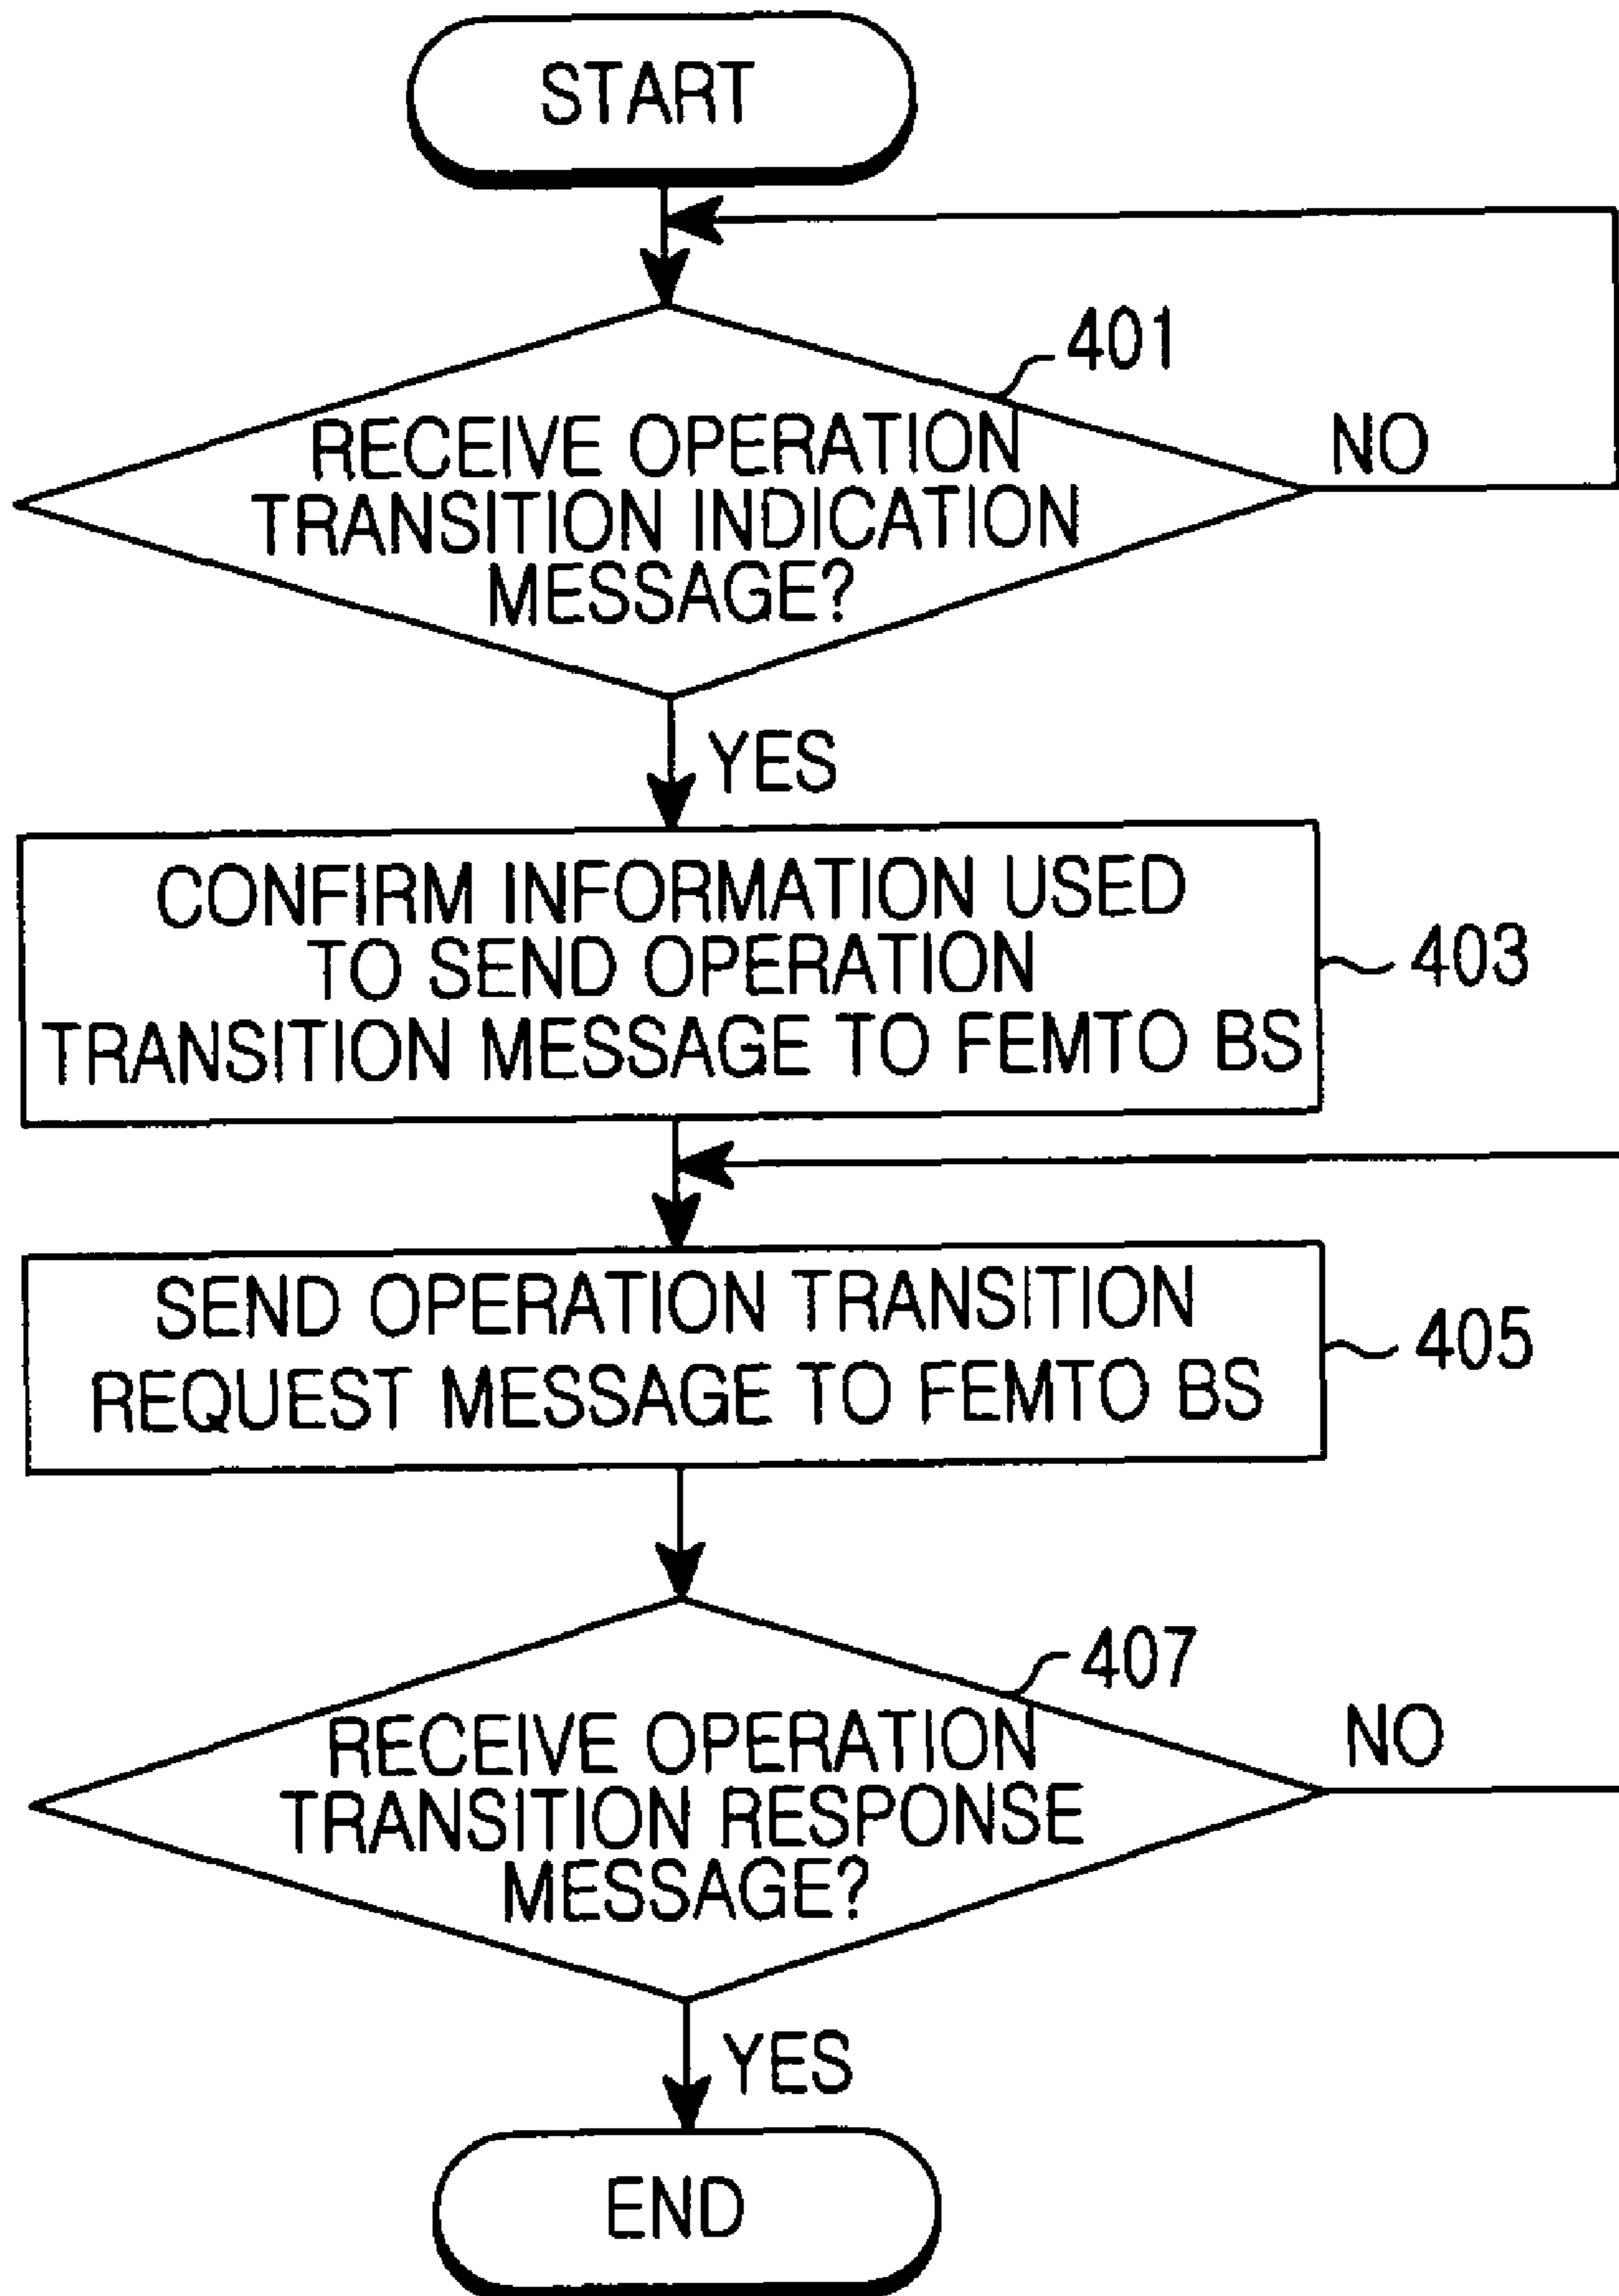 START
401
RECEIVE OPERATION
TRANSITION INDICATION
MESSAGE?
NO
YES
CONFIRM INFORMATION USED
TO SEND OPERATION
TRANSITION MESSAGE TO FEMTO BS
403
SEND OPERATION TRANSITION
REQUEST MESSAGE TO FEMTO BS
405
407
RECEIVE OPERATION
TRANSITION RESPONSE
MESSAGE?
NO
YES
END